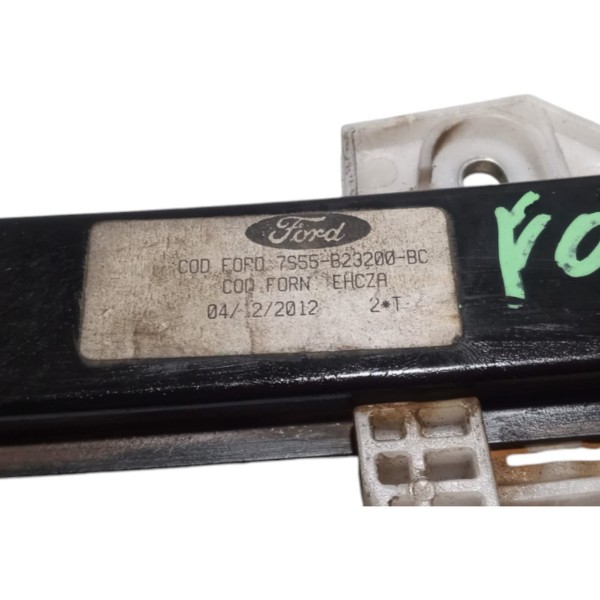 Ford
COD FORD 7S55-B23200-BC
COD FORN EHCZA
04/12/2012 2*T